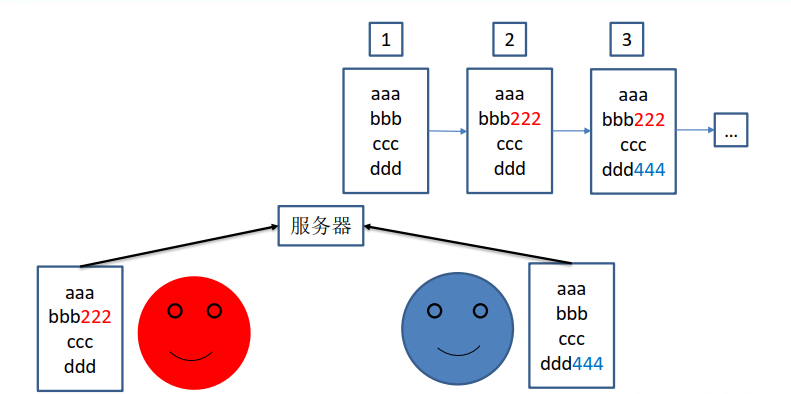 1
2
3
aaa
bbb
ccc
ddd
aaa
bbb222
ccc
ddd
aaa
bbb222
ccc
ddd444
...
服务器
aaa
bbb222
ccc
ddd
aaa
bbb
ccc
ddd444